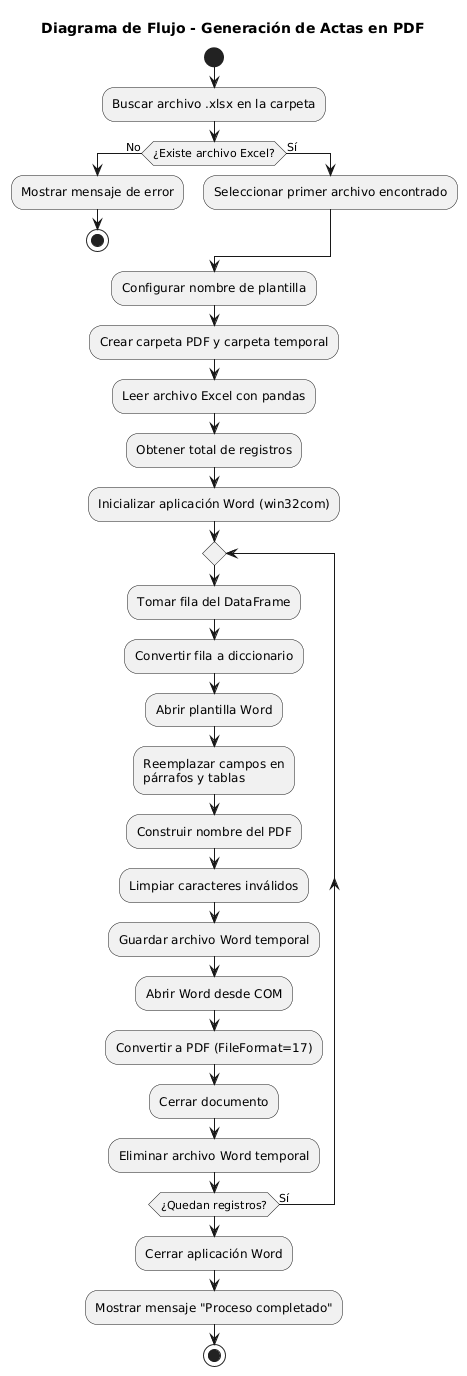 Diagrama de Flujo - Generación de Actas en PDF
Buscar archivo .xlsx en la carpeta
No
¿Existe archivo Excel?
Sí
Mostrar mensaje de error
Seleccionar primer archivo encontrado
Configurar nombre de plantilla
Crear carpeta PDF y carpeta temporal
Leer archivo Excel con pandas
Obtener total de registros
Inicializar aplicación Word (win32com)
Tomar fila del DataFrame
Convertir fila a diccionario
Abrir plantilla Word
Reemplazar campos en
párrafos y tablas
Construir nombre del PDF
Limpiar caracteres inválidos
Guardar archivo Word temporal
Abrir Word desde COM
Convertir a PDF (FileFormat=17)
Cerrar documento
Eliminar archivo Word temporal
¿Quedan registros?
Sí
Cerrar aplicación Word
Mostrar mensaje "Proceso completado"